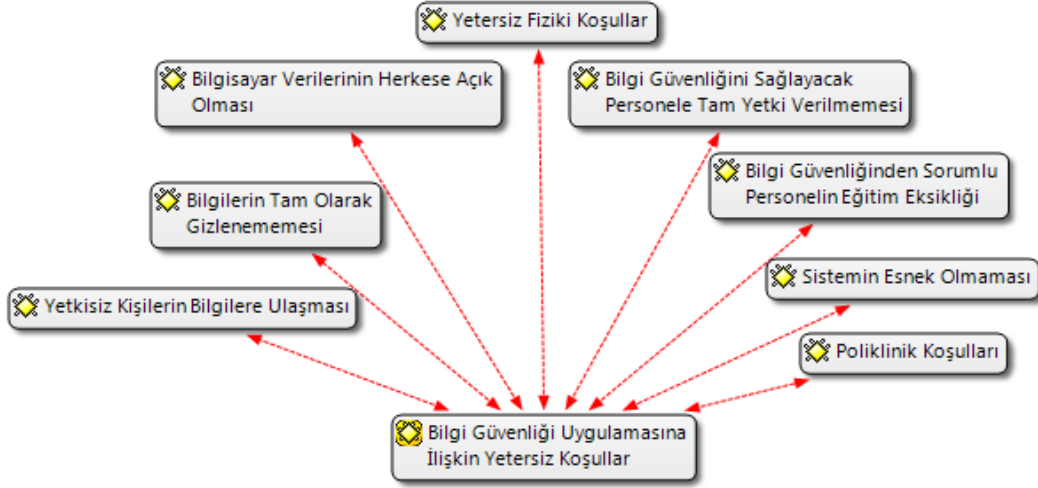 Yetersiz Fiziki Koşullar
Bilgisayar Verilerinin Herkese Açık
Olması
Bilgi Güvenliğini Sağlayacak
Personele Tam Yetki Verilmemesi
Bilgi Güvenliğinden Sorumlu
Personelin Eğitim Eksikliği
Bilgilerin Tam Olarak
Gizlenememesi
Sistemin Esnek Olmaması
Yetkisiz Kişilerin Bilgilere Ulaşması
Poliklinik Koşulları
Bilgi Güvenliği Uygulamasına
İlişkin Yetersiz Koşullar